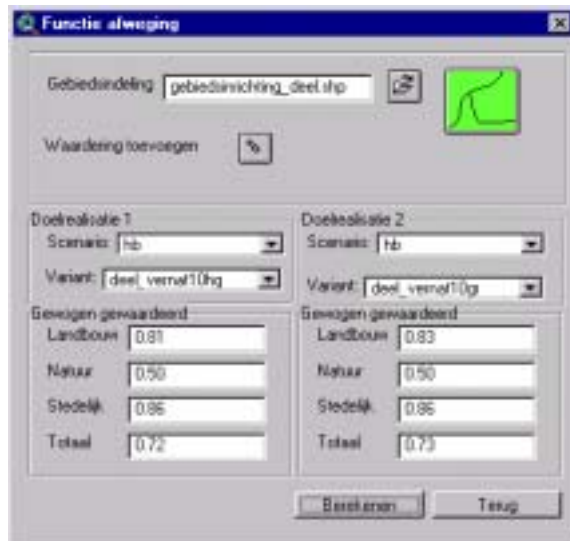 Functie afweging
Gebiedsindeling gebiedsinrichting_deel.shp
Waardering toevoegen
Doelrealisatie 1
Scenario: hb
Variant: deel_vernat10hg
Gewogen gewaardeerd
Landbouw 0.81
Natuur 0.50
Stedelijk 0.86
Totaal 0.72
Doelrealisatie 2
Scenario: hb
Variant: deel_vernat10gi
Gewogen gewaardeerd
Landbouw 0.83
Natuur 0.50
Stedelijk 0.86
Totaal 0.73
Berekenen Terug